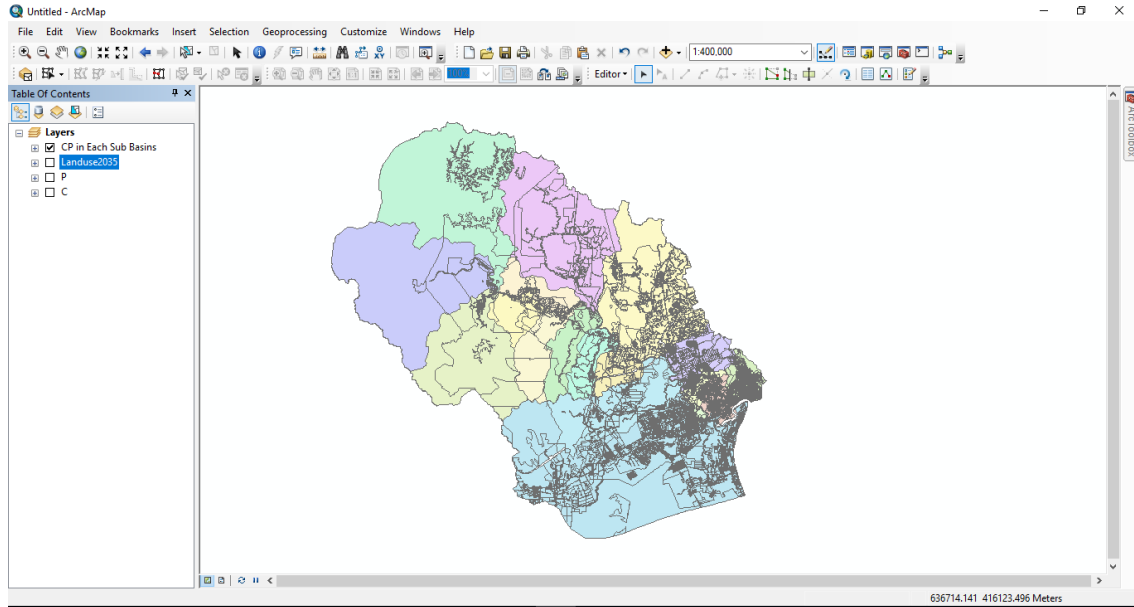 Untitled - ArcMap
File Edit View Bookmarks Insert Selection Geoprocessing Customize Windows Help
1:400,000
Editor
Table Of Contents
Layers
CP in Each Sub Basins
Landuse2035
P
C
ArcToolbox
636714.141 416123.496 Meters